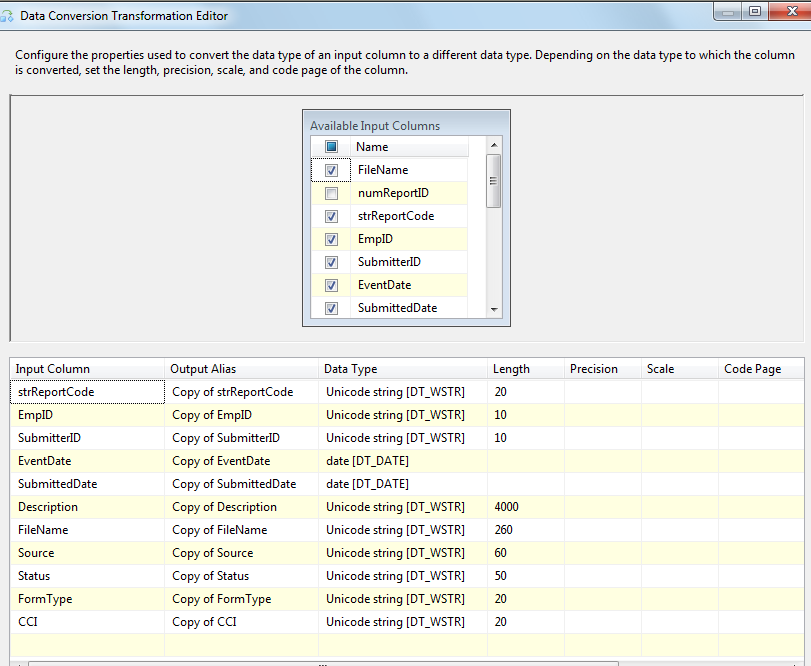 Data Conversion Transformation Editor
Configure the properties used to convert the data type of an input column to a different data type. Depending on the data type to which the column
is converted, set the length, precision, scale, and code page of the column.
Available Input Columns
Name
FileName
numReportID
strReportCode
EmpID
SubmitterID
EventDate
SubmittedDate
Input Column Output Alias Data Type Length Precision Scale Code Page
strReportCode Copy of strReportCode Unicode string [DT_WSTR] 20
EmpID Copy of EmpID Unicode string [DT_WSTR] 10
SubmitterID Copy of SubmitterID Unicode string [DT_WSTR] 10
EventDate Copy of EventDate date [DT_DATE]
SubmittedDate Copy of SubmittedDate date [DT_DATE]
Description Copy of Description Unicode string [DT_WSTR] 4000
FileName Copy of FileName Unicode string [DT_WSTR] 260
Source Copy of Source Unicode string [DT_WSTR] 60
Status Copy of Status Unicode string [DT_WSTR] 50
FormType Copy of FormType Unicode string [DT_WSTR] 20
CCI Copy of CCI Unicode string [DT_WSTR] 20